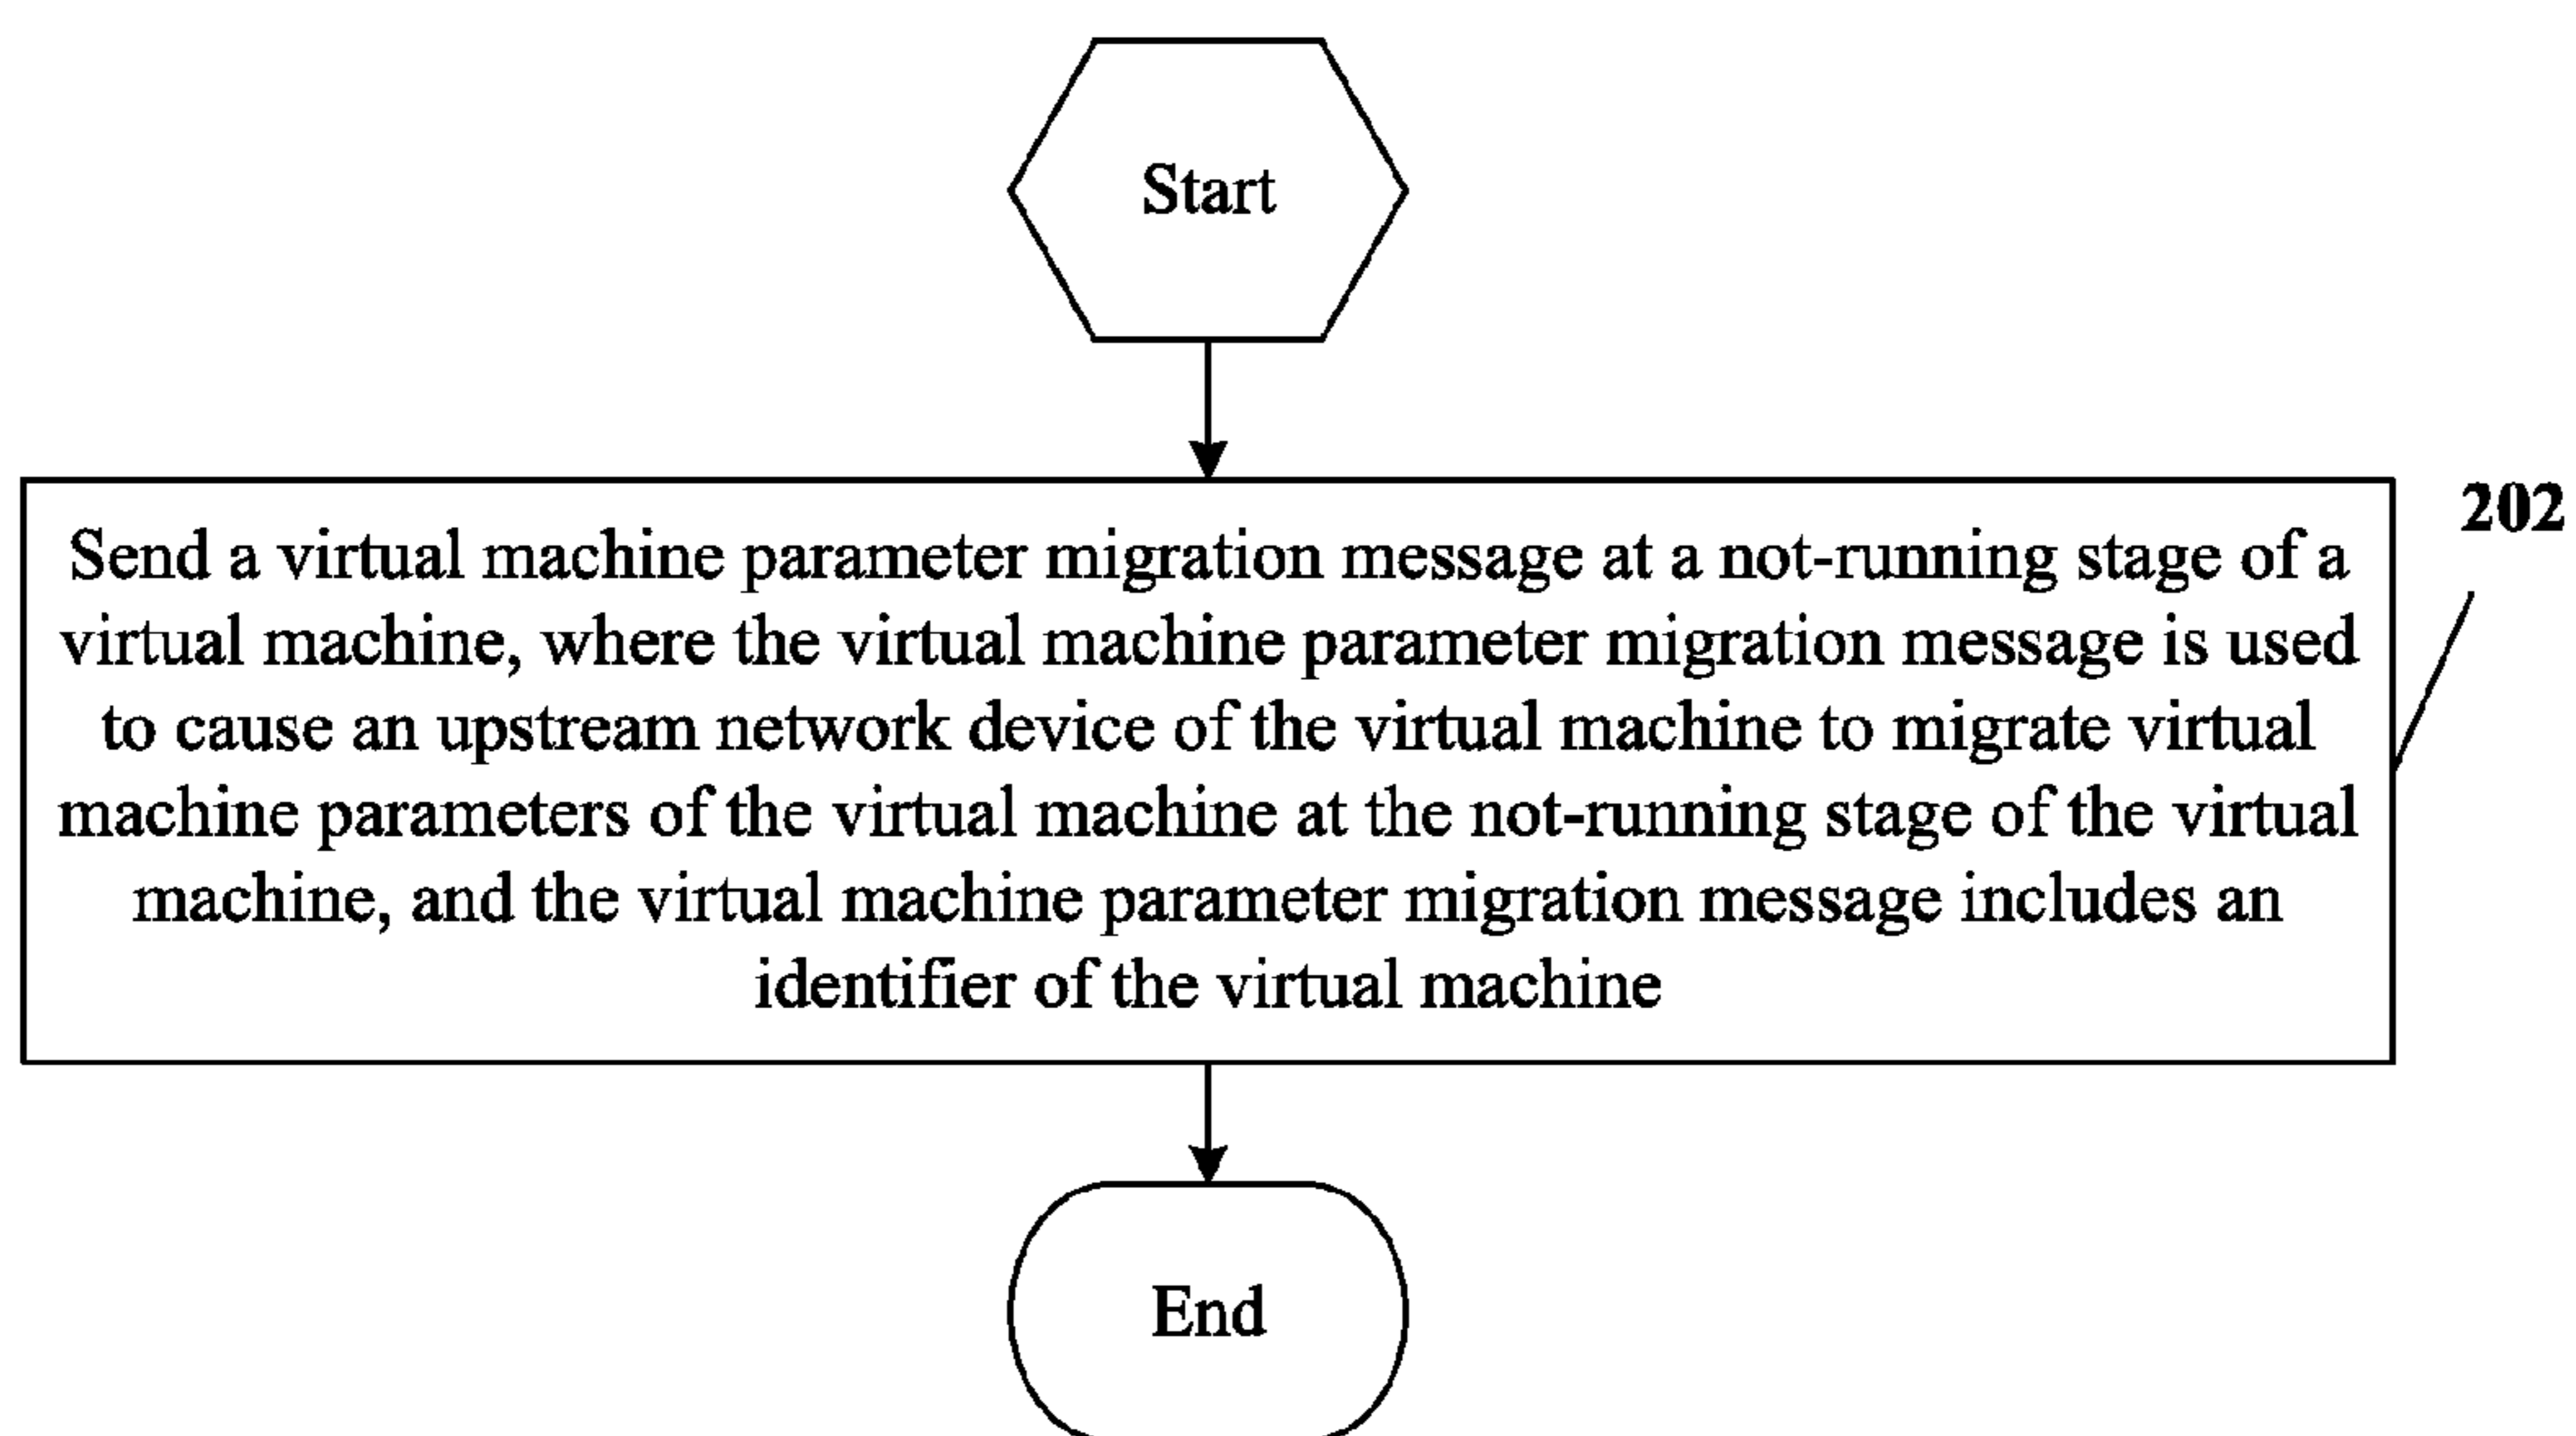 Start
Send a virtual machine parameter migration message at a not-running stage of a
virtual machine, where the virtual machine parameter migration message is used
to cause an upstream network device of the virtual machine to migrate virtual
machine parameters of the virtual machine at the not-running stage of the virtual
machine, and the virtual machine parameter migration message includes an
identifier of the virtual machine
202
End